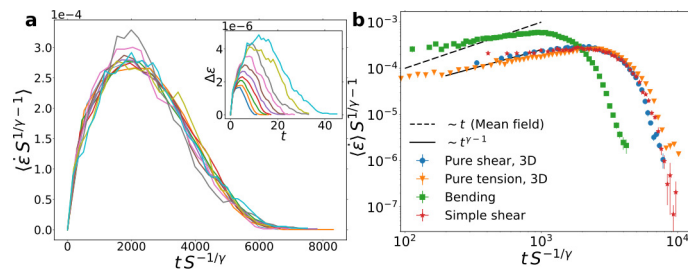 a
1e−4
⟨ε̇ S^{1/γ−1}⟩
3.0
2.5
2.0
1.5
1.0
0.5
0.0
0 2000 4000 6000 8000
t S^{−1/γ}
1e−6
Δε
4
2
0
0 20 40
t
b
⟨ε̇⟩ S^{1/γ−1}
10^{−3}
10^{−4}
10^{−5}
10^{−6}
10^{−7}
~ t (Mean field)
~ t^{γ−1}
Pure shear, 3D
Pure tension, 3D
Bending
Simple shear
10^2 10^3 10^4
t S^{−1/γ}